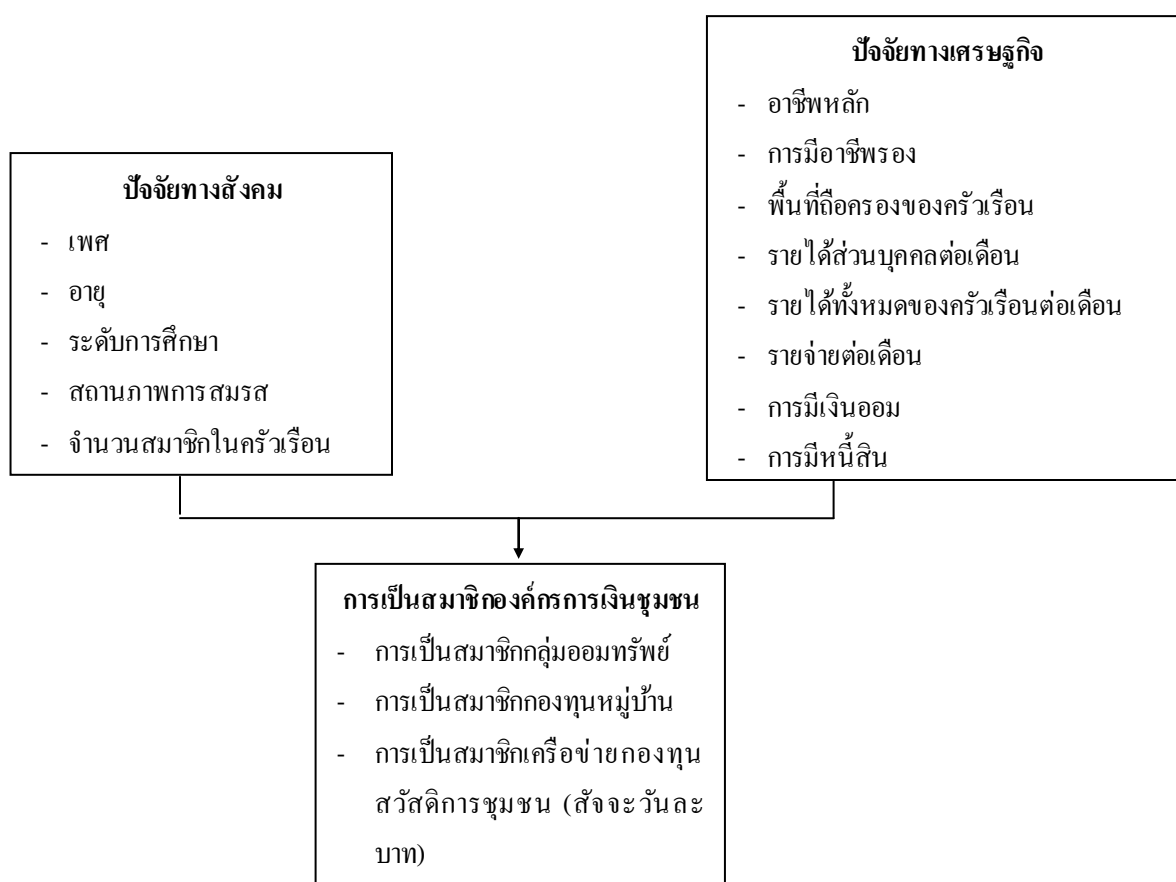 ปัจจัยทางสังคม
- เพศ
- อายุ
- ระดับการศึกษา
- สถานภาพการสมรส
- จำนวนสมาชิกในครัวเรือน
ปัจจัยทางเศรษฐกิจ
- อาชีพหลัก
- การมีอาชีพรอง
- พื้นที่ถือครองของครัวเรือน
- รายได้ส่วนบุคคลต่อเดือน
- รายได้ทั้งหมดของครัวเรือนต่อเดือน
- รายจ่ายต่อเดือน
- การมีเงินออม
- การมีหนี้สิน
การเป็นสมาชิกองค์กรการเงินชุมชน
- การเป็นสมาชิกกลุ่มออมทรัพย์
- การเป็นสมาชิกกองทุนหมู่บ้าน
- การเป็นสมาชิกเครือข่ายกองทุน
สวัสดิการชุมชน (สัจจะวันละ
บาท)